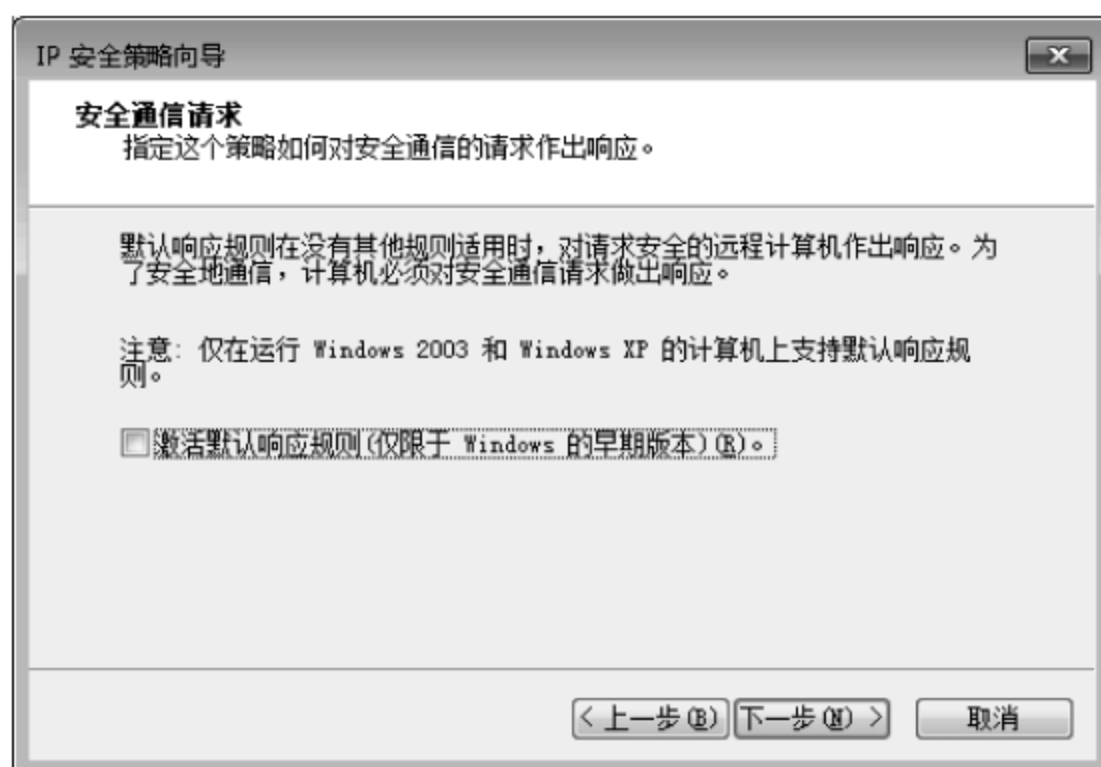 IP 安全策略向导
安全通信请求
指定这个策略如何对安全通信的请求作出响应。
默认响应规则在没有其他规则适用时，对请求安全的远程计算机作出响应。为
了安全地通信，计算机必须对安全通信请求做出响应。
注意: 仅在运行 Windows 2003 和 Windows XP 的计算机上支持默认响应规
则。
激活默认响应规则(仅限于 Windows 的早期版本)(R)。
< 上一步(B) 下一步(N) > 取消